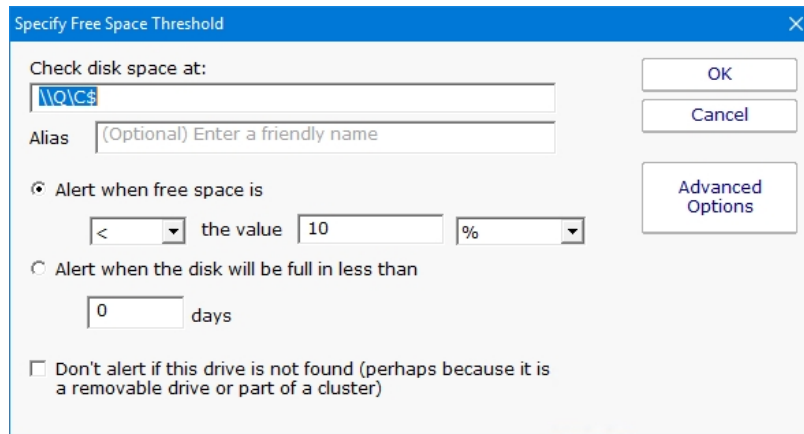 Specify Free Space Threshold
Check disk space at:
OK
\\Q\C$
Cancel
Alias (Optional) Enter a friendly name
Advanced
Options
Alert when free space is
< the value 10 %
Alert when the disk will be full in less than
0 days
Don't alert if this drive is not found (perhaps because it is
a removable drive or part of a cluster)